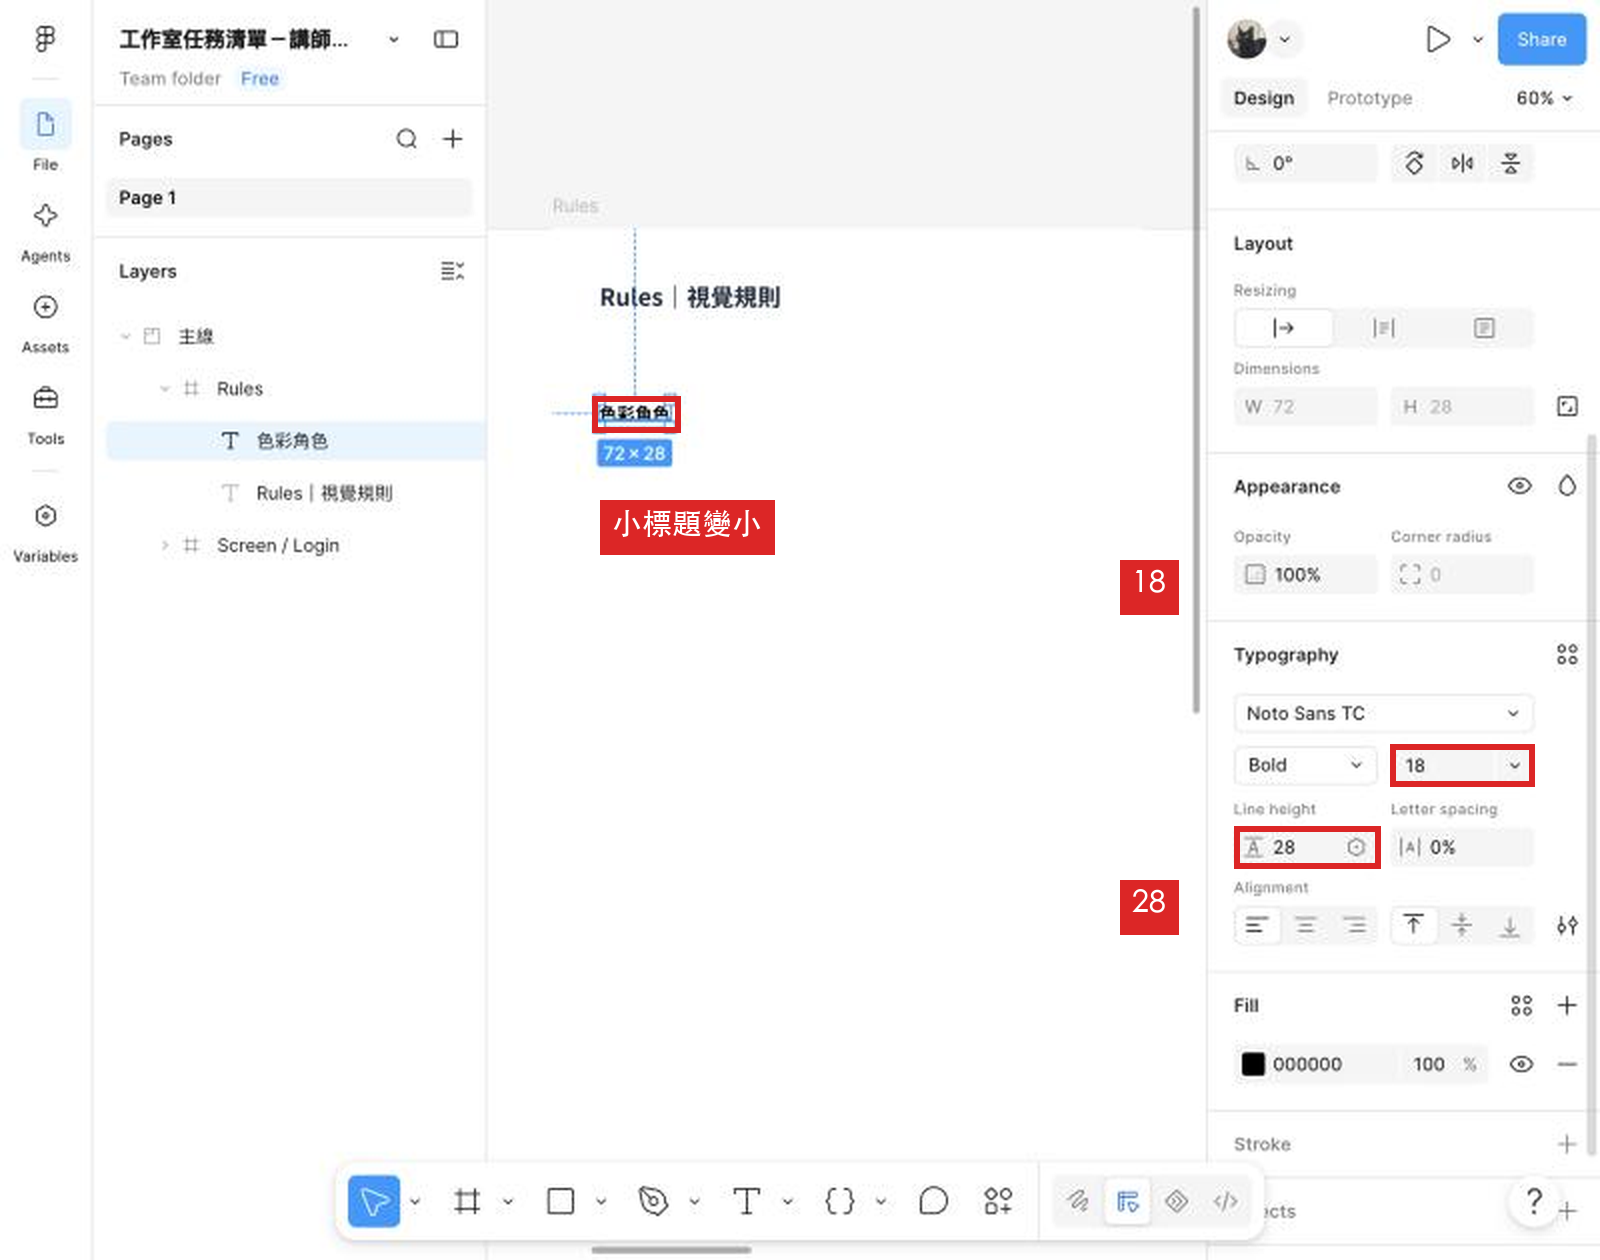 工作室任務清單－講師...
Team folder Free
File
Agents
Assets
Tools
Variables
Pages
Page 1
Layers
主線
Rules
色彩角色
Rules｜視覺規則
Screen / Login
Rules
Rules｜視覺規則
色彩角色
72 × 28
小標題變小
18
28
Share
Design Prototype 60%
0°
Layout
Resizing
Dimensions
W 72 H 28
Appearance
Opacity Corner radius
100% 0
Typography
Noto Sans TC
Bold 18
Line height Letter spacing
28 0%
Alignment
Fill
000000 100 %
Stroke
ects
?